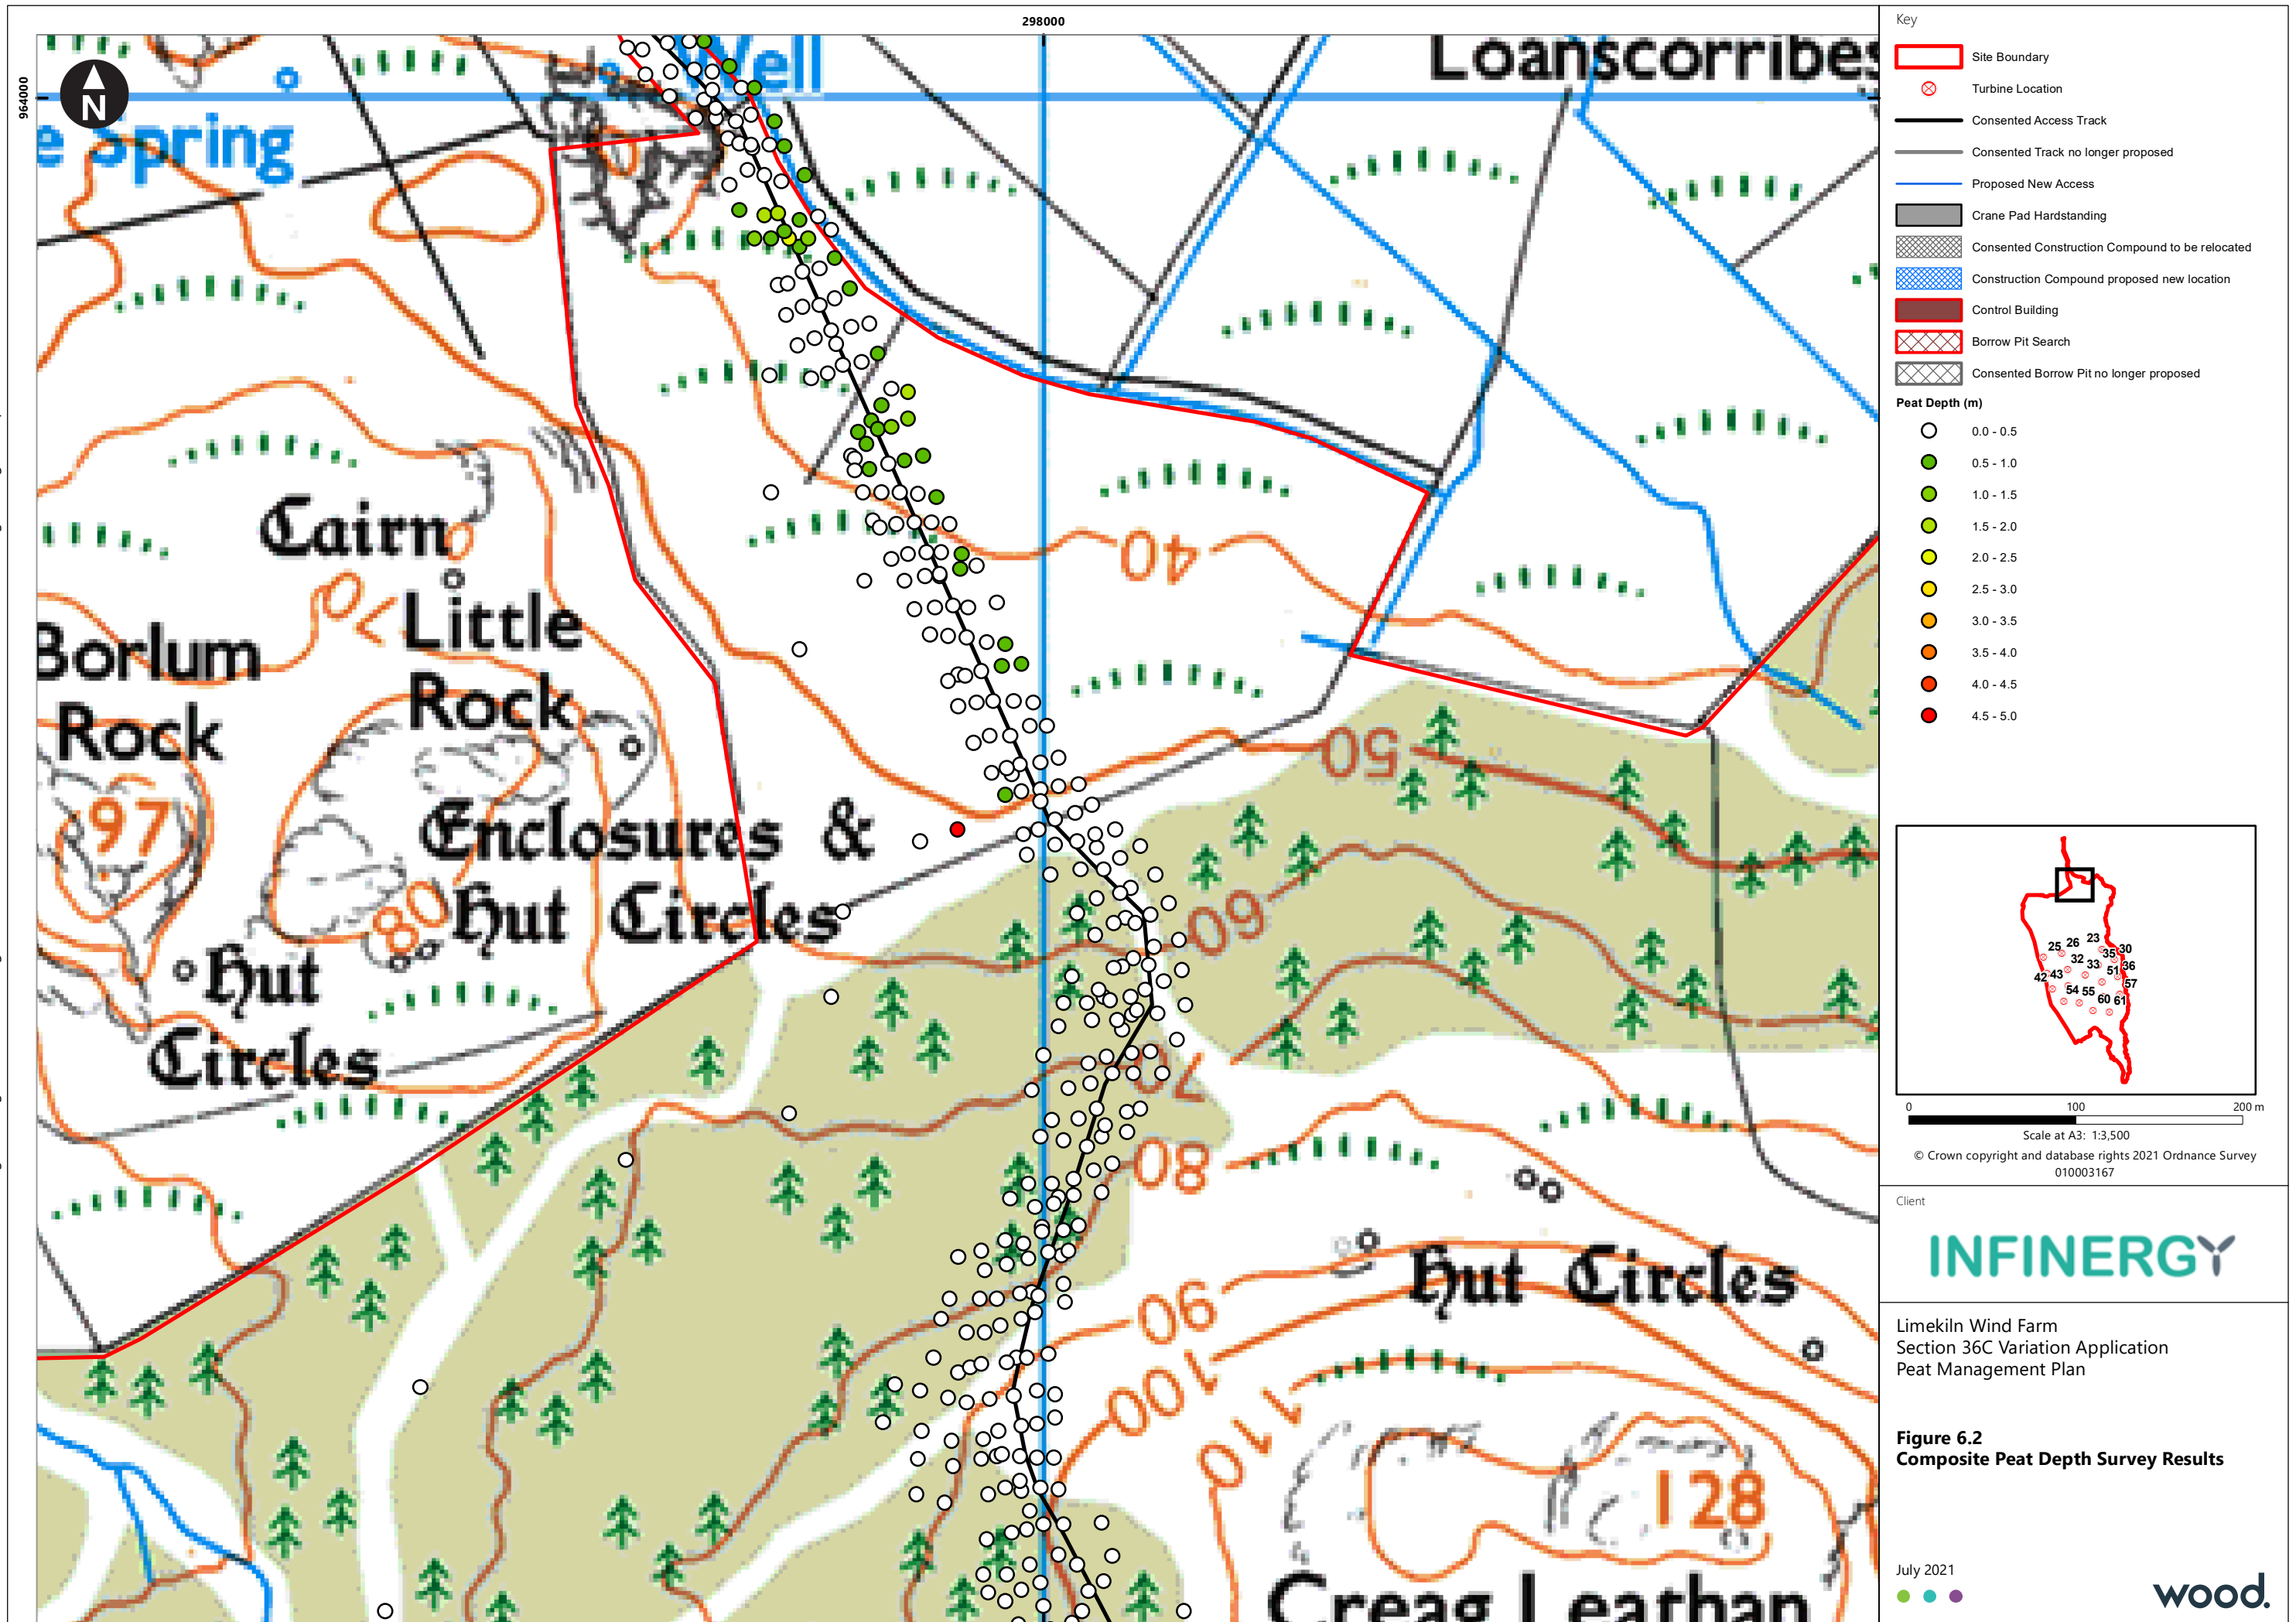 298000
964000
N
Well
Loanscorribes
e Spring
Cairn
70
Little
Rock
Borlum
Rock
97
80
Enclosures &
Hut Circles
Hut
Circles
40
50
60
70
80
90
100
110
Hut Circles
128
Creag Leathan
Key
Site Boundary
Turbine Location
Consented Access Track
Consented Track no longer proposed
Proposed New Access
Crane Pad Hardstanding
Consented Construction Compound to be relocated
Construction Compound proposed new location
Control Building
Borrow Pit Search
Consented Borrow Pit no longer proposed
Peat Depth (m)
0.0 - 0.5
0.5 - 1.0
1.0 - 1.5
1.5 - 2.0
2.0 - 2.5
2.5 - 3.0
3.0 - 3.5
3.5 - 4.0
4.0 - 4.5
4.5 - 5.0
25 26 23 30
32 33 35 36
42 43 51 57
54 55 60 61
0 100 200 m
Scale at A3: 1:3,500
© Crown copyright and database rights 2021 Ordnance Survey
010003167
Client
INFINERGY
Limekiln Wind Farm
Section 36C Variation Application
Peat Management Plan
Figure 6.2
Composite Peat Depth Survey Results
July 2021
wood.